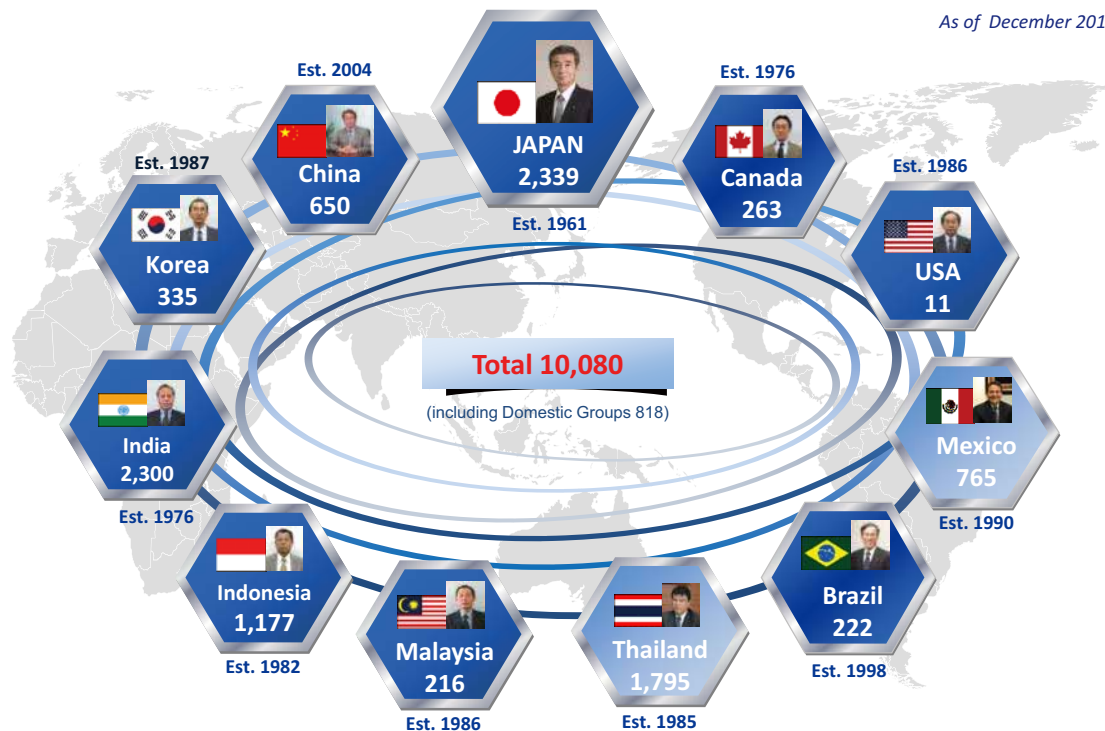 As of December 201
Est. 2004
Est. 1976
JAPAN
2,339
Est. 1961
China
650
Canada
263
Est. 1987
Est. 1986
Korea
335
USA
11
Total 10,080
(including Domestic Groups 818)
India
2,300
Est. 1976
Mexico
765
Est. 1990
Indonesia
1,177
Est. 1982
Brazil
222
Est. 1998
Malaysia
216
Est. 1986
Thailand
1,795
Est. 1985